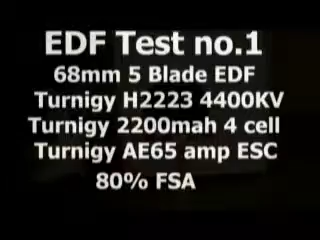 EDF Test no.1
68mm 5 Blade EDF
Turnigy H2223 4400KV
Turnigy 2200mah 4 cell
Turnigy AE65 amp ESC
80% FSA